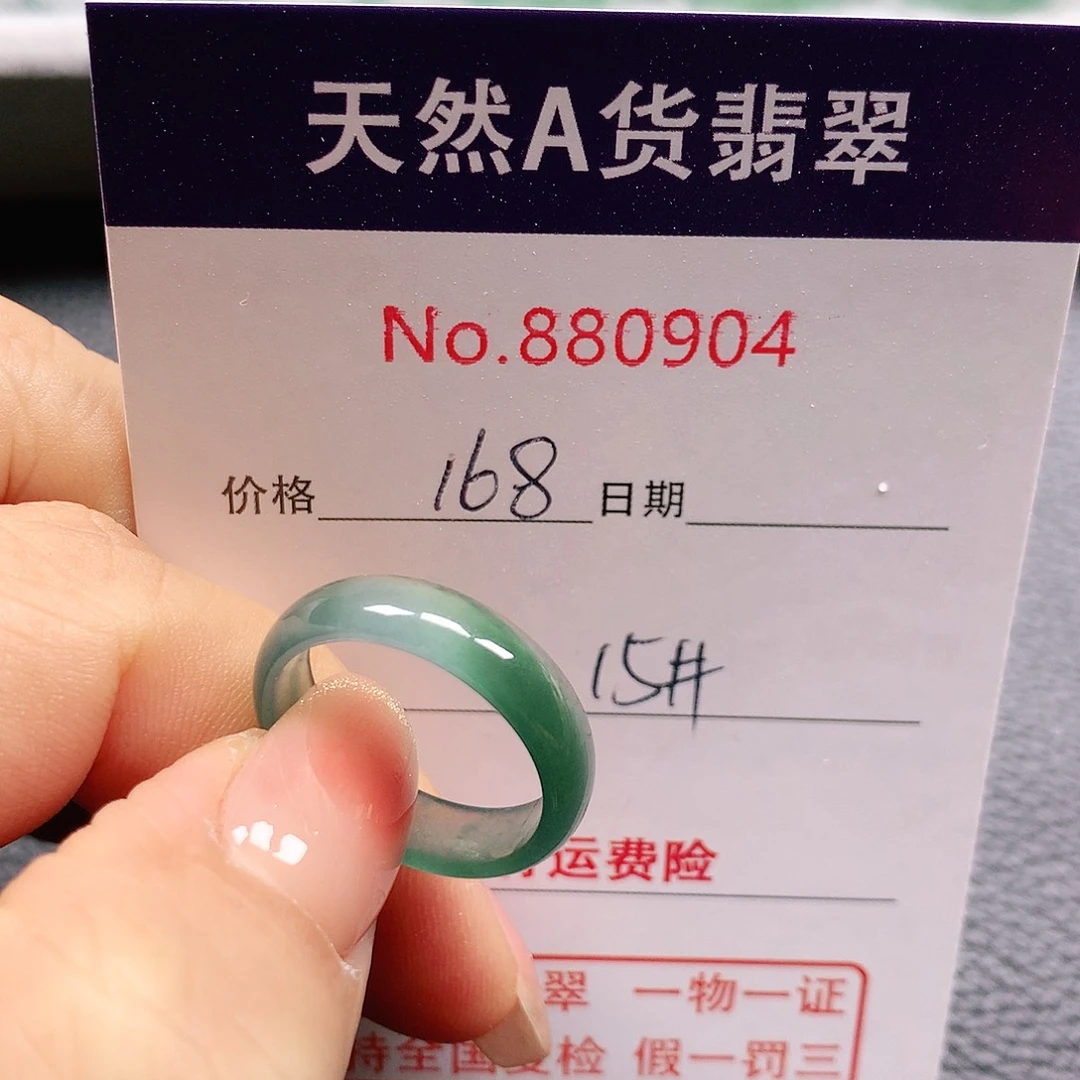 天然A货翡翠
No.880904
价格 168 日期
15#
运费险
翠 一物一证
持全国复检 假一罚三